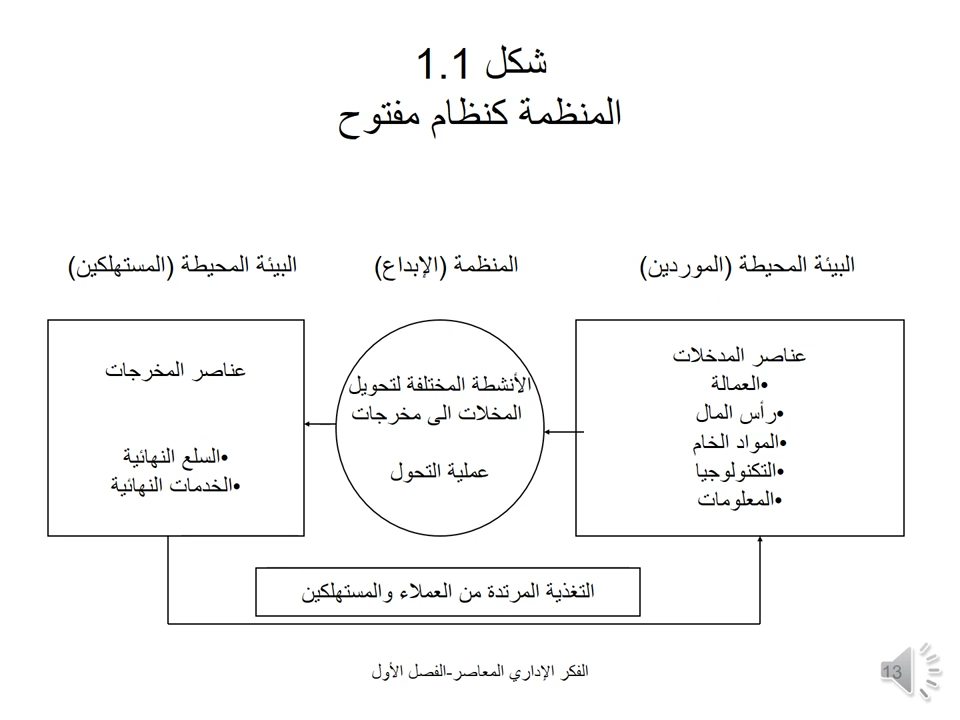 شكل 1.1
المنظمة كنظام مفتوح
البيئة المحيطة (الموردين)
المنظمة (الإبداع)
البيئة المحيطة (المستهلكين)
عناصر المدخلات
•العمالة
•رأس المال
•المواد الخام
•التكنولوجيا
•المعلومات
الأنشطة المختلفة لتحويل
المخلات الى مخرجات
عملية التحول
عناصر المخرجات
•السلع النهائية
•الخدمات النهائية
التغذية المرتدة من العملاء والمستهلكين
الفكر الإداري المعاصر-الفصل الأول
13